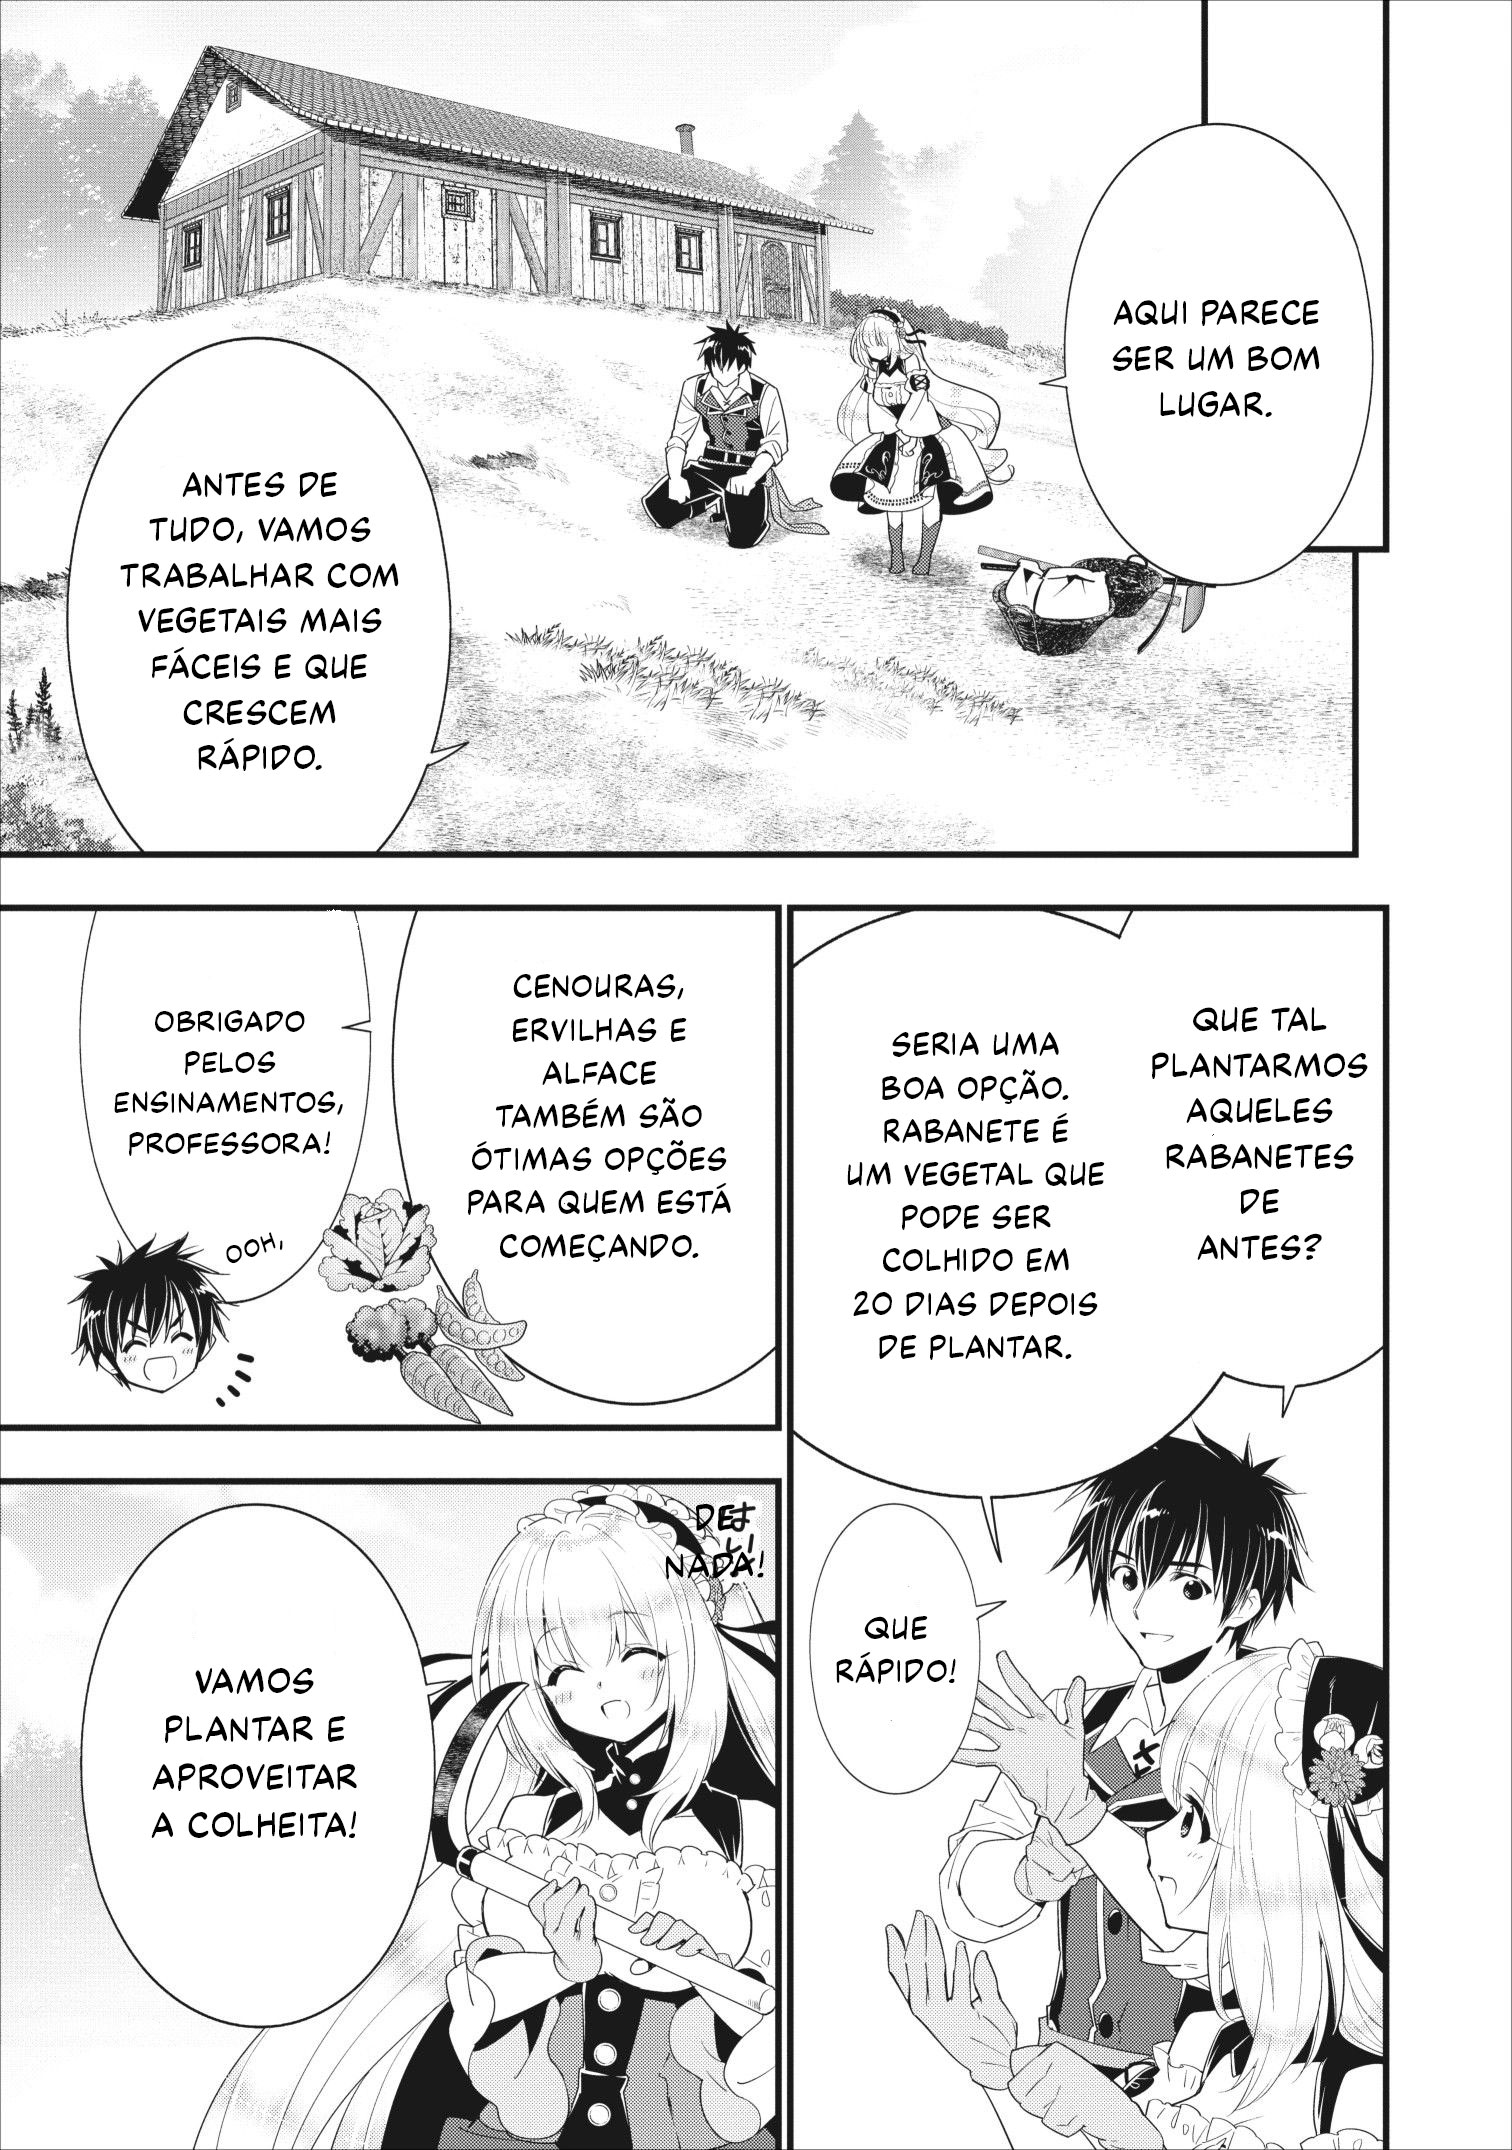 AQUI PARECE
SER UM BOM
LUGAR.
ANTES DE
TUDO, VAMOS
TRABALHAR COM
VEGETAIS MAIS
FÁCEIS E QUE
CRESCEM
RÁPIDO.
QUE TAL
PLANTARMOS
AQUELES
RABANETES
DE
ANTES?
SERIA UMA
BOA OPÇÃO.
RABANETE É
UM VEGETAL QUE
PODE SER
COLHIDO EM
20 DIAS DEPOIS
DE PLANTAR.
QUE
RÁPIDO!
CENOURAS,
ERVILHAS E
ALFACE
TAMBÉM SÃO
ÓTIMAS OPÇÕES
PARA QUEM ESTÁ
COMEÇANDO.
OBRIGADO
PELOS
ENSINAMENTOS,
PROFESSORA!
OOH,
DE
NADA!
はい
VAMOS
PLANTAR E
APROVEITAR
A COLHEITA!